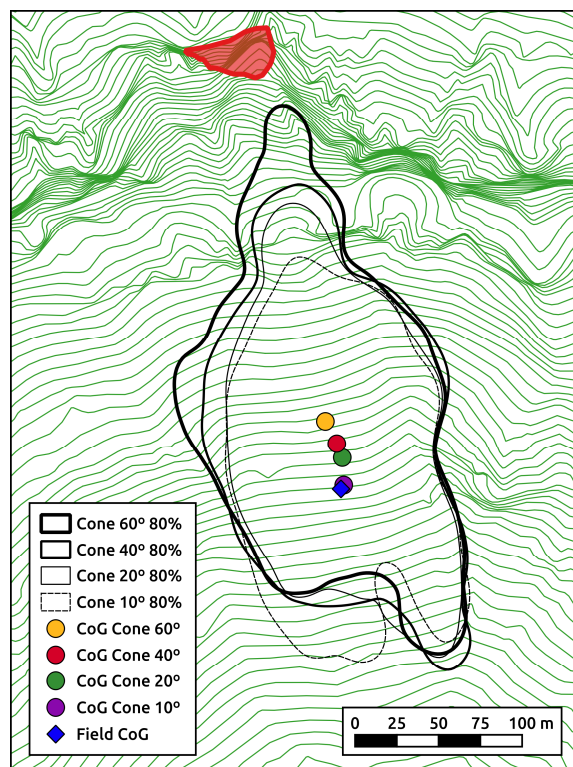 Cone 60º 80%
Cone 40º 80%
Cone 20º 80%
Cone 10º 80%
CoG Cone 60º
CoG Cone 40º
CoG Cone 20º
CoG Cone 10º
Field CoG
0 25 50 75 100 m